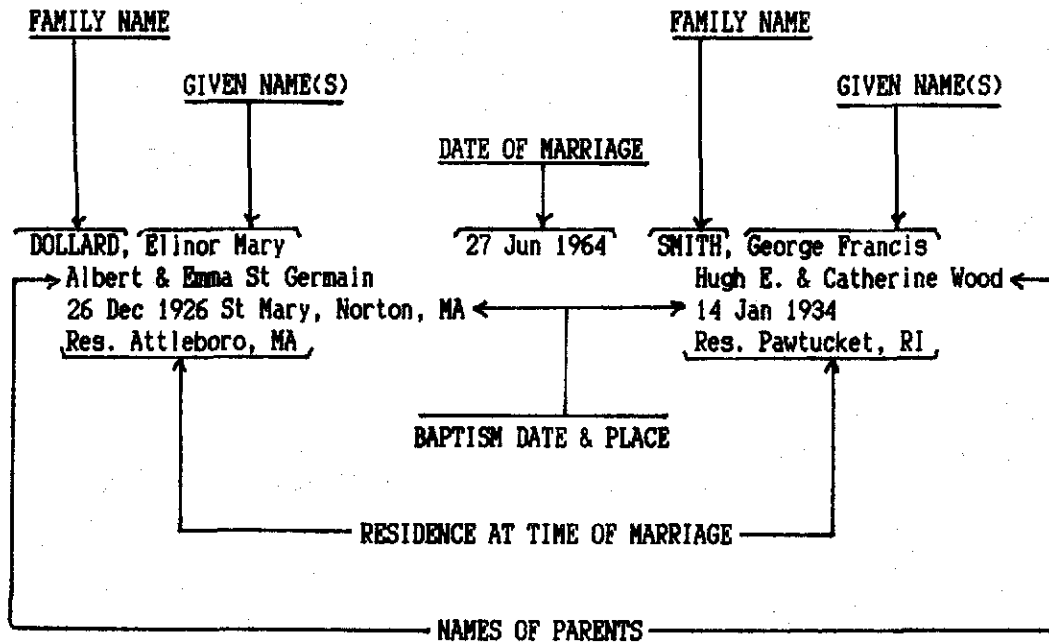 FAMILY NAME FAMILY NAME
GIVEN NAME(S) GIVEN NAME(S)
DATE OF MARRIAGE
DOLLARD, Elinor Mary 27 Jun 1964 SMITH, George Francis
Albert & Emma St Germain Hugh E. & Catherine Wood
26 Dec 1926 St Mary, Norton, MA 14 Jan 1934
Res. Attleboro, MA Res. Pawtucket, RI
BAPTISM DATE & PLACE
RESIDENCE AT TIME OF MARRIAGE
NAMES OF PARENTS